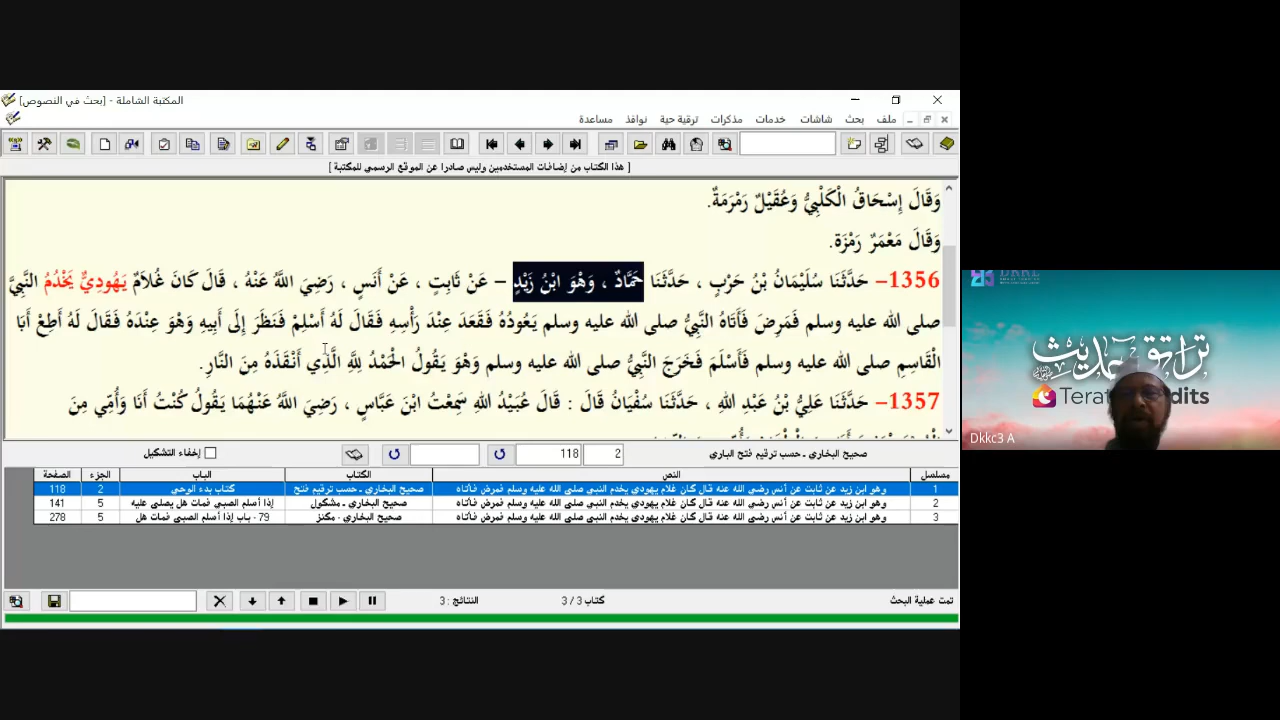 المكتبة الشاملة - [بحث في النصوص]
ملف بحث شاشات خدمات مذكرات ترقية حية نوافذ مساعدة
[ هذا الكتاب من إضافات المستخدمين وليس صادرا عن الموقع الرسمي للمكتبة ]
وَقَالَ إِسْحَاقُ الْكَلْبِيُّ وَعُقَيْلٌ رَمْرَمَةٌ.
وَقَالَ مَعْمَرٌ رَمْزَة.
1356- حَدَّثَنَا سُلَيْمَانُ بْنُ حَرْبٍ ، حَدَّثَنَا حَمَّادٌ ، وَهْوَ ابْنُ زَيْدٍ – عَنْ ثَابِتٍ ، عَنْ أَنَسٍ ، رَضِيَ اللَّهُ عَنْهُ ، قَالَ كَانَ غُلاَمٌ يَهُودِيٌّ يَخْدُمُ النَّبِيَّ
صلى الله عليه وسلم فَمَرِضَ فَأَتَاهُ النَّبِيُّ صلى الله عليه وسلم يَعُودُهُ فَقَعَدَ عِنْدَ رَأْسِهِ فَقَالَ لَهُ أَسْلِمْ فَنَظَرَ إِلَى أَبِيهِ وَهْوَ عِنْدَهُ فَقَالَ لَهُ أَطِعْ أَبَا
الْقَاسِمِ صلى الله عليه وسلم فَأَسْلَمَ فَخَرَجَ النَّبِيُّ صلى الله عليه وسلم وَهْوَ يَقُولُ الْحَمْدُ لِلَّهِ الَّذِي أَنْقَذَهُ مِنَ النَّارِ.
1357- حَدَّثَنَا عَلِيُّ بْنُ عَبْدِ اللهِ ، حَدَّثَنَا سُفْيَانُ قَالَ : قَالَ عُبَيْدُ اللهِ سَمِعْتُ ابْنَ عَبَّاسٍ ، رَضِيَ اللَّهُ عَنْهُمَا يَقُولُ كُنْتُ أَنَا وَأُمِّي مِنَ
صحيح البخاري ـ حسب ترقيم فتح الباري 2 118 إخفاء التشكيل
مسلسل النص الكتاب الباب الجزء الصفحة
1 وهو ابن زيد عن ثابت عن أنس رضي الله عنه قال كان غلام يهودي يخدم النبي صلى الله عليه وسلم فمرض فأتاه صحيح البخاري ـ حسب ترقيم فتح كتاب بدء الوحي 2 118
2 وهو ابن زيد عن ثابت عن أنس رضي الله عنه قال كان غلام يهودي يخدم النبي صلى الله عليه وسلم فمرض فأتاه صحيح البخاري ـ مشكول إذا أسلم الصبي فمات هل يصلى عليه 5 141
3 وهو ابن زيد عن ثابت عن أنس رضي الله عنه قال كان غلام يهودي يخدم النبي صلى الله عليه وسلم فمرض فأتاه صحيح البخاري ـ مكنز 79 - باب إذا أسلم الصبي فمات هل 5 278
تمت عملية البحث كتاب 3 / 3 النتائج : 3
Dkkc3 A